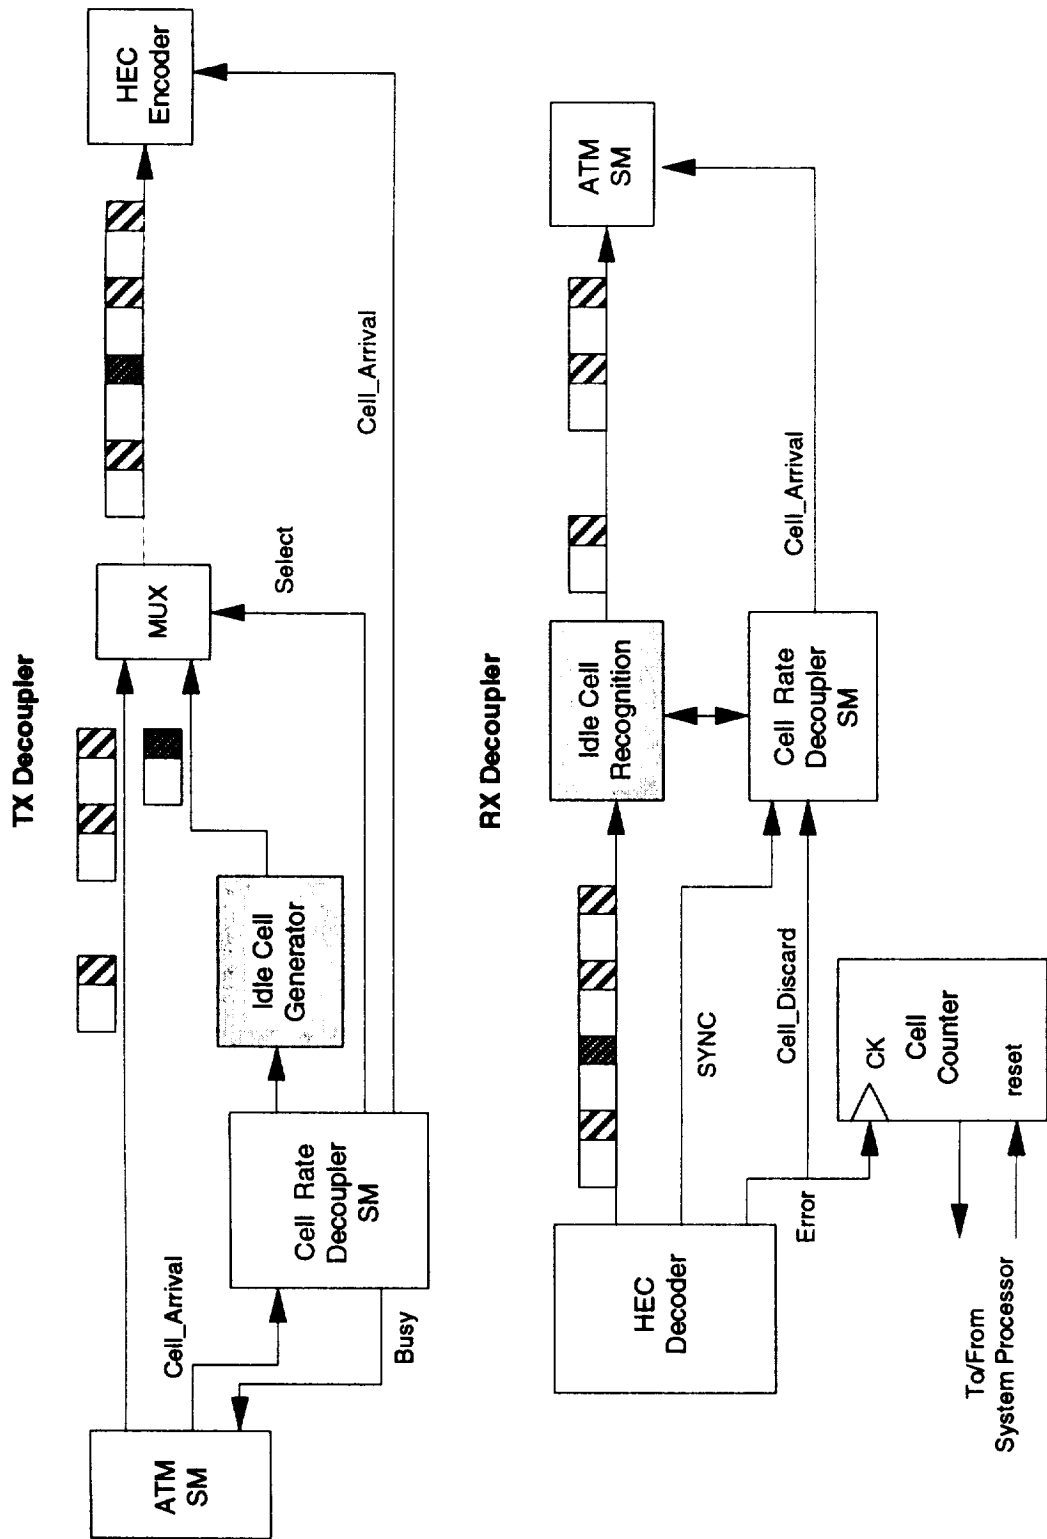 TX Decoupler
ATM
SM
Cell_Arrival
Busy
Cell Rate
Decoupler
SM
Idle Cell
Generator
MUX
Select
Cell_Arrival
HEC
Encoder
RX Decoupler
HEC
Decoder
SYNC
Cell_Discard
Error
Idle Cell
Recognition
Cell Rate
Decoupler
SM
Cell_Arrival
ATM
SM
CK
Cell
Counter
reset
To/From
System Processor